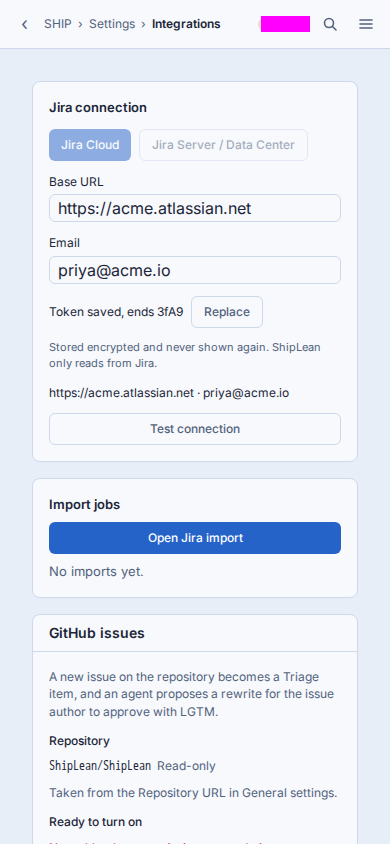 SHIP › Settings › Integrations
Jira connection
Jira Cloud
Jira Server / Data Center
Base URL
https://acme.atlassian.net
Email
priya@acme.io
Token saved, ends 3fA9
Replace
Stored encrypted and never shown again. ShipLean
only reads from Jira.
https://acme.atlassian.net · priya@acme.io
Test connection
Import jobs
Open Jira import
No imports yet.
GitHub issues
A new issue on the repository becomes a Triage
item, and an agent proposes a rewrite for the issue
author to approve with LGTM.
Repository
ShipLean/ShipLean Read-only
Taken from the Repository URL in General settings.
Ready to turn on